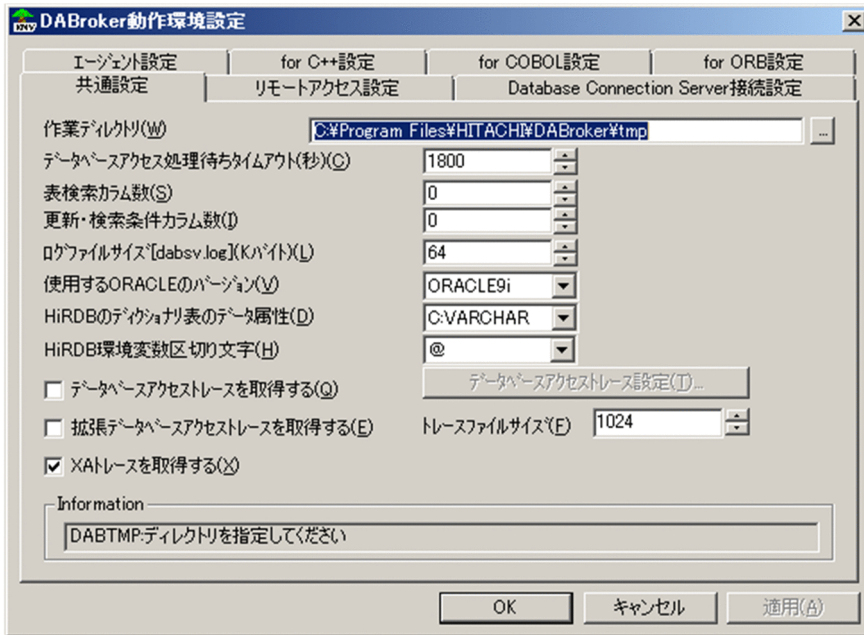 DABroker動作環境設定
エージェント設定 for C++設定 for COBOL設定 for ORB設定
共通設定 リモートアクセス設定 Database Connection Server接続設定
作業ディレクトリ(W) C:¥Program Files¥HITACHI¥DABroker¥tmp ...
データベースアクセス処理待ちタイムアウト(秒)(C) 1800
表検索カラム数(S) 0
更新・検索条件カラム数(I) 0
ログファイルサイズ[dabsv.log](Kバイト)(L) 64
使用するORACLEのバージョン(V) ORACLE9i
HiRDBのディクショナリ表のデータ属性(D) C:VARCHAR
HiRDB環境変数区切り文字(H) @
データベースアクセストレースを取得する(Q) データベースアクセストレース設定(T)...
拡張データベースアクセストレースを取得する(E) トレースファイルサイズ(F) 1024
XAトレースを取得する(X)
Information
DABTMP:ディレクトリを指定してください
OK キャンセル 適用(A)